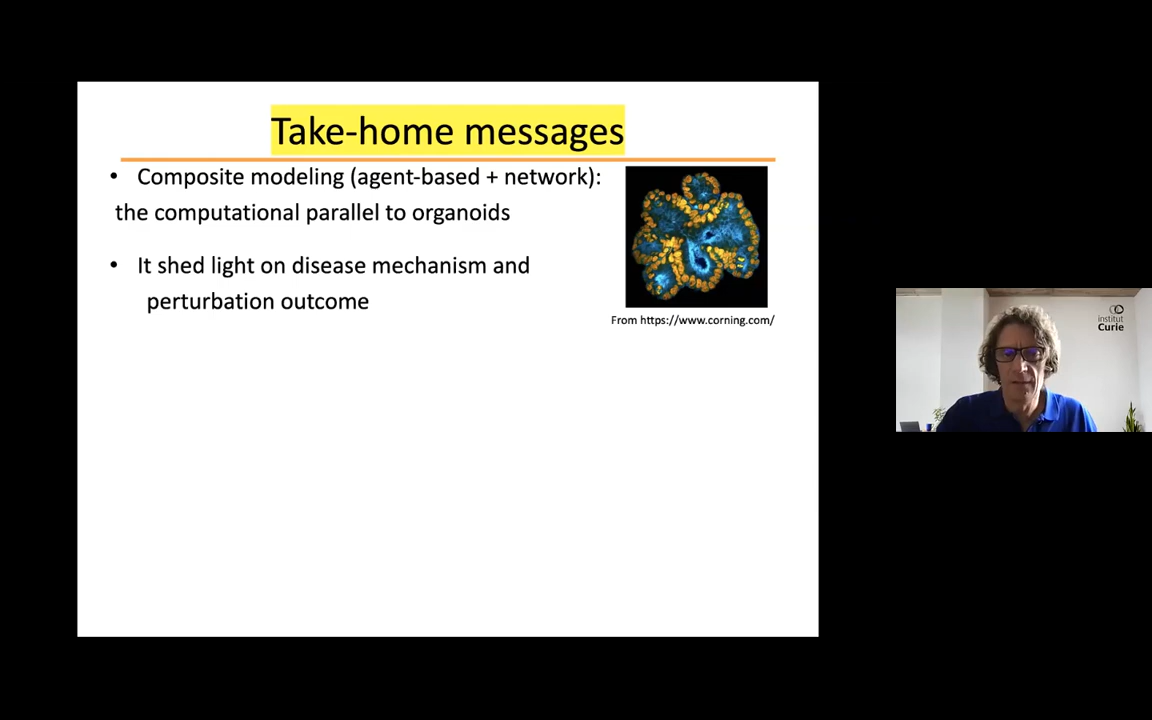 Take-home messages
• Composite modeling (agent-based + network):
the computational parallel to organoids
• It shed light on disease mechanism and
perturbation outcome
From https://www.corning.com/
institut
Curie